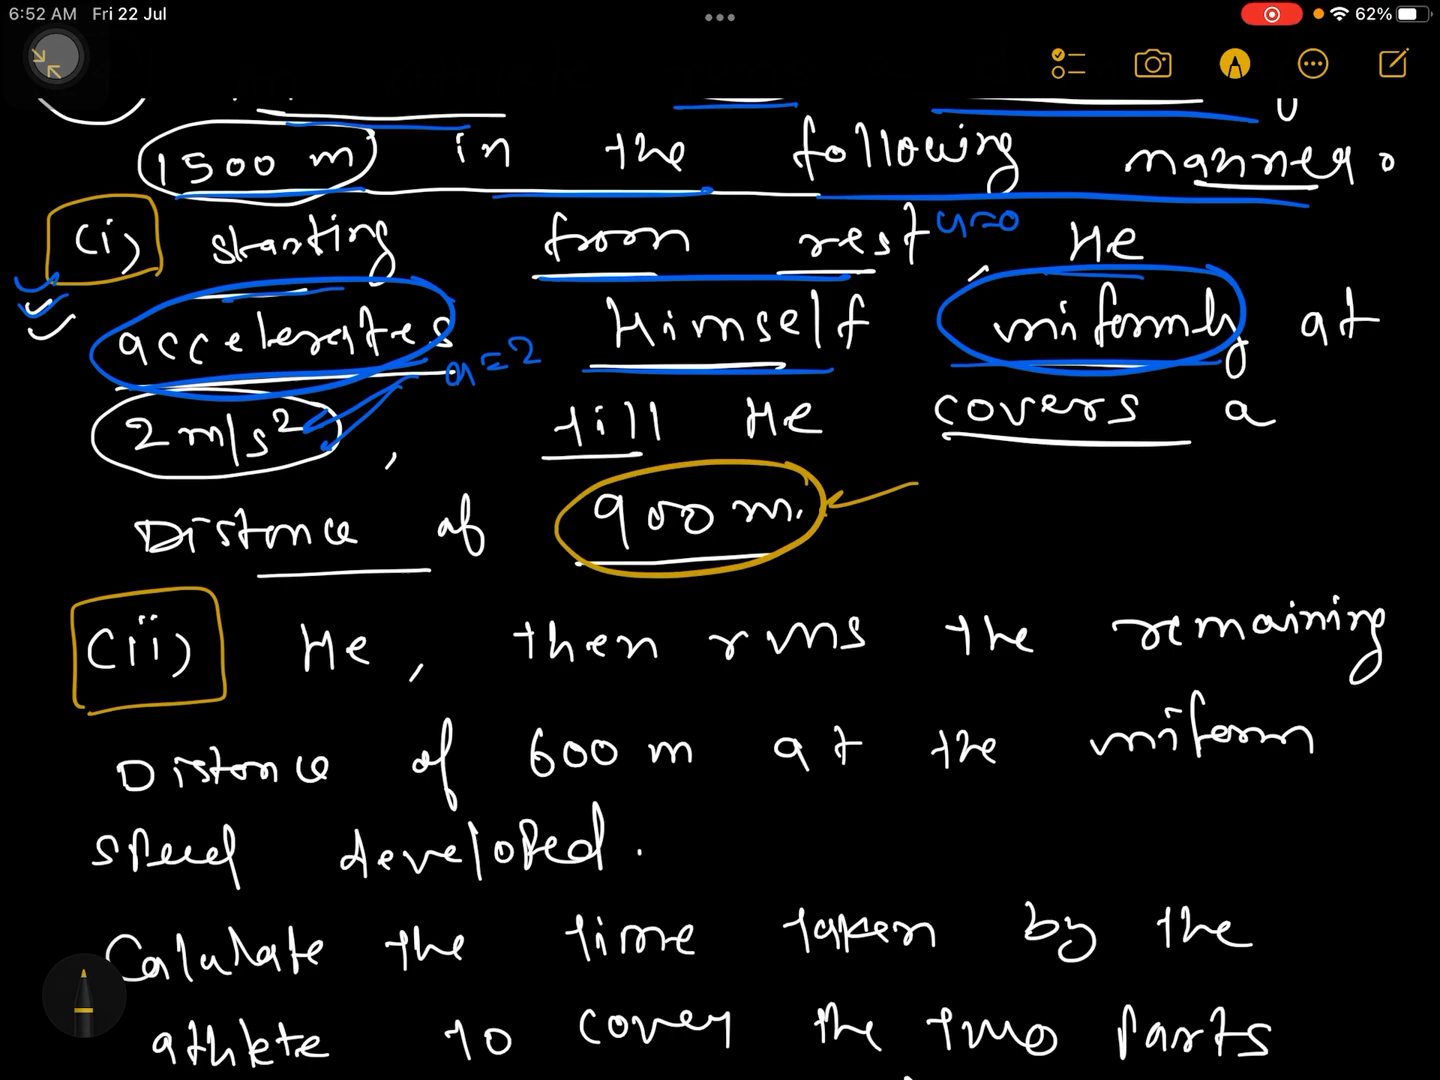 6:52 AM Fri 22 Jul 62%
1500 m in the following manner.
(i) starting from rest u=0 He
accelerates Himself uniformly at
a=2
2m/s², till He covers a
Distance of 900 m.
(ii) He, then runs the remaining
Distance of 600 m at the uniform
speed developed.
Calulate the time taken by the
athlete to cover the two parts